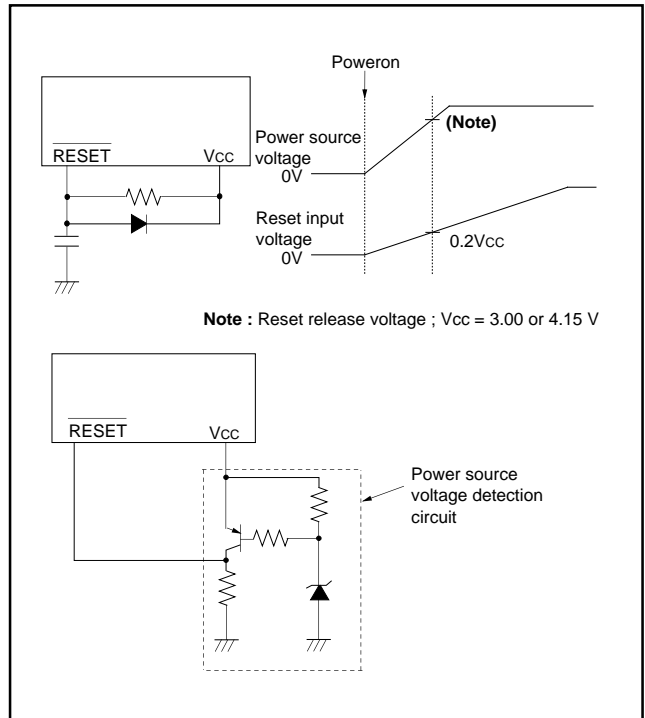 Poweron
RESET
VCC
Power source
voltage
0V
(Note)
Reset input
voltage
0V
0.2VCC
Note : Reset release voltage ; Vcc = 3.00 or 4.15 V
RESET
VCC
Power source
voltage detection
circuit